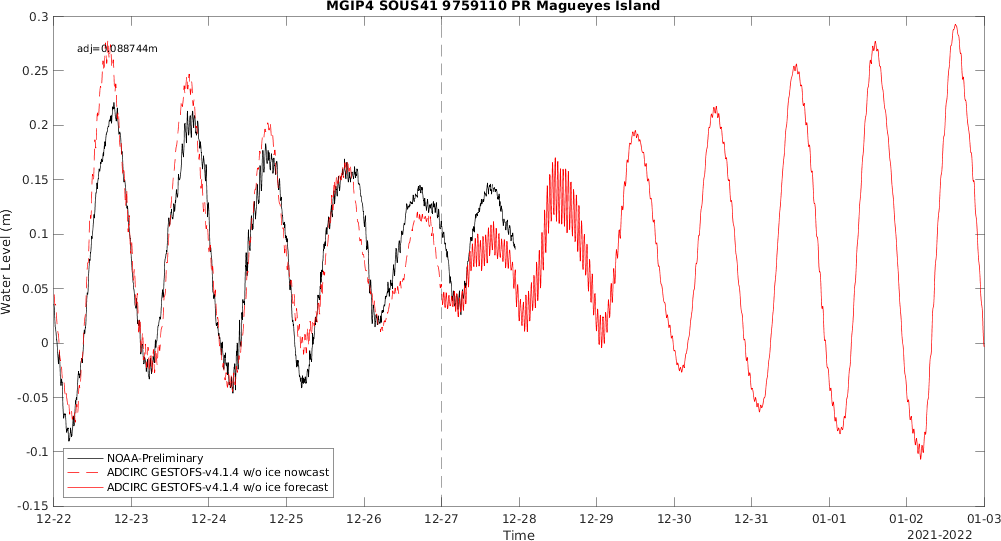 MGIP4 SOUS41 9759110 PR Magueyes Island
adj=0.088744m
0.3
0.25
0.2
0.15
0.1
0.05
0
-0.05
-0.1
-0.15
Water Level (m)
NOAA-Preliminary
ADCIRC GESTOFS-v4.1.4 w/o ice nowcast
ADCIRC GESTOFS-v4.1.4 w/o ice forecast
12-22 12-23 12-24 12-25 12-26 12-27 12-28 12-29 12-30 12-31 01-01 01-02 01-03
Time
2021-2022